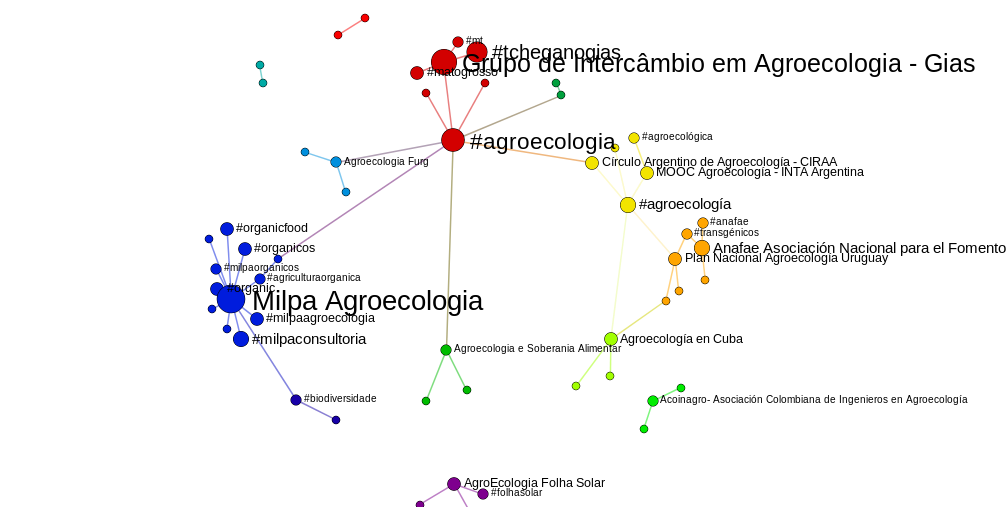 #mt
#tcheganogias
Grupo de Intercâmbio em Agroecologia - Gias
#matogrosso
#agroecologia
#agroecológica
Agroecologia Furg
Círculo Argentino de Agroecología - CIRAA
MOOC Agroecología - INTA Argentina
#agroecología
#anafae
#organicfood
#transgénicos
#organicos
Anafae Asociación Nacional para el Fomento
Plan Nacional Agroecologia Uruguay
#milpaorganicos
#agriculturaorganica
#organic
Milpa Agroecologia
#milpaagroecologia
#milpaconsultoria
Agroecología en Cuba
Agroecologia e Soberania Alimentar
#biodiversidade
Acoinagro- Asociación Colombiana de Ingenieros en Agroecología
AgroEcologia Folha Solar
#folhasolar